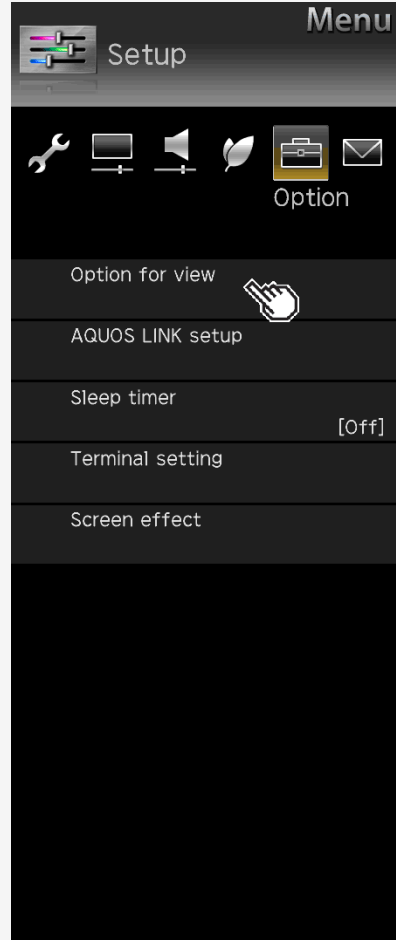 Menu
Setup
Option
Option for view
AQUOS LINK setup
Sleep timer
[Off]
Terminal setting
Screen effect